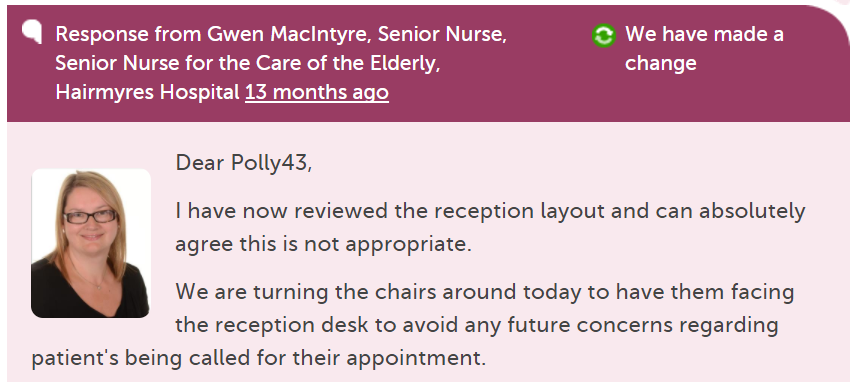 Response from Gwen MacIntyre, Senior Nurse,
Senior Nurse for the Care of the Elderly,
Hairmyres Hospital 13 months ago
We have made a
change
Dear Polly43,
I have now reviewed the reception layout and can absolutely
agree this is not appropriate.
We are turning the chairs around today to have them facing
the reception desk to avoid any future concerns regarding
patient's being called for their appointment.